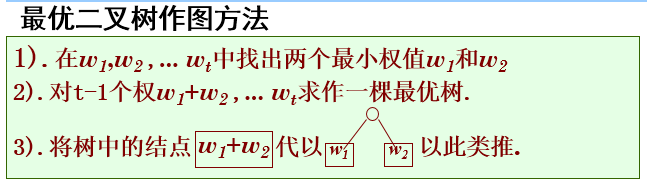 最优二叉树作图方法
1).在w₁,w₂,…wₜ中找出两个最小权值w₁和w₂
2).对t-1个权w₁+w₂,…wₜ求作一棵最优树.
3).将树中的结点 w₁+w₂ 代以 w₁ w₂ 以此类推.